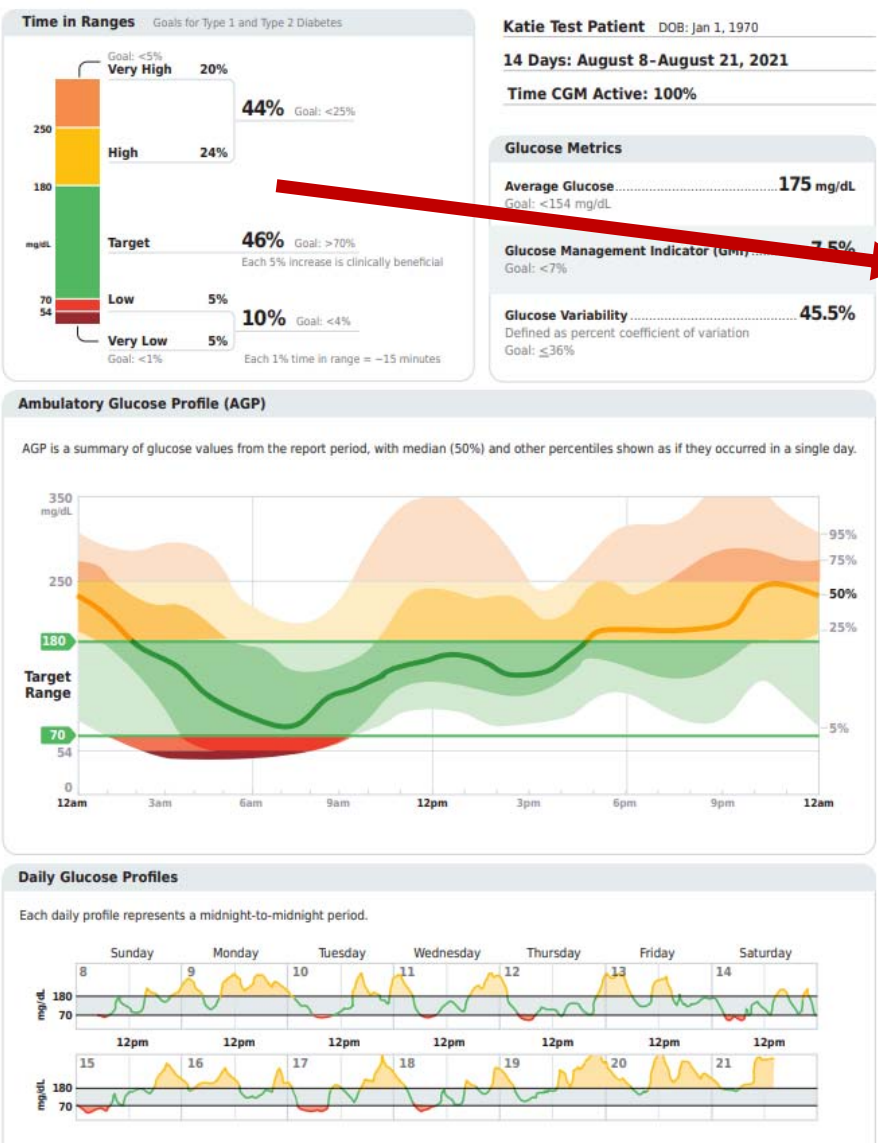 Time in Ranges Goals for Type 1 and Type 2 Diabetes
Goal: <5%
Very High 20%
44% Goal: <25%
250
High 24%
180
mg/dL
Target 46% Goal: >70%
Each 5% increase is clinically beneficial
70
Low 5%
54
10% Goal: <4%
Very Low 5%
Goal: <1%
Each 1% time in range = ~15 minutes
Katie Test Patient DOB: Jan 1, 1970
14 Days: August 8–August 21, 2021
Time CGM Active: 100%
Glucose Metrics
Average Glucose 175 mg/dL
Goal: <154 mg/dL
Glucose Management Indicator (GMI) 7.5%
Goal: <7%
Glucose Variability 45.5%
Defined as percent coefficient of variation
Goal: ≤36%
Ambulatory Glucose Profile (AGP)
AGP is a summary of glucose values from the report period, with median (50%) and other percentiles shown as if they occurred in a single day.
350
mg/dL
95%
75%
250
50%
25%
180
Target
Range
70
5%
54
0
12am 3am 6am 9am 12pm 3pm 6pm 9pm 12am
Daily Glucose Profiles
Each daily profile represents a midnight-to-midnight period.
Sunday Monday Tuesday Wednesday Thursday Friday Saturday
8 9 10 11 12 13 14
mg/dL
180
70
12pm 12pm 12pm 12pm 12pm 12pm 12pm
15 16 17 18 19 20 21
mg/dL
180
70